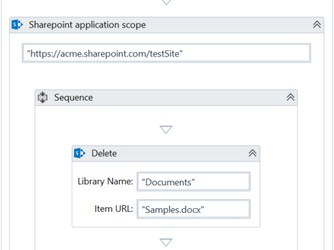 Sharepoint application scope
"https://acme.sharepoint.com/testSite"
Sequence
Delete
Library Name: "Documents"
Item URL: "Samples.docx"